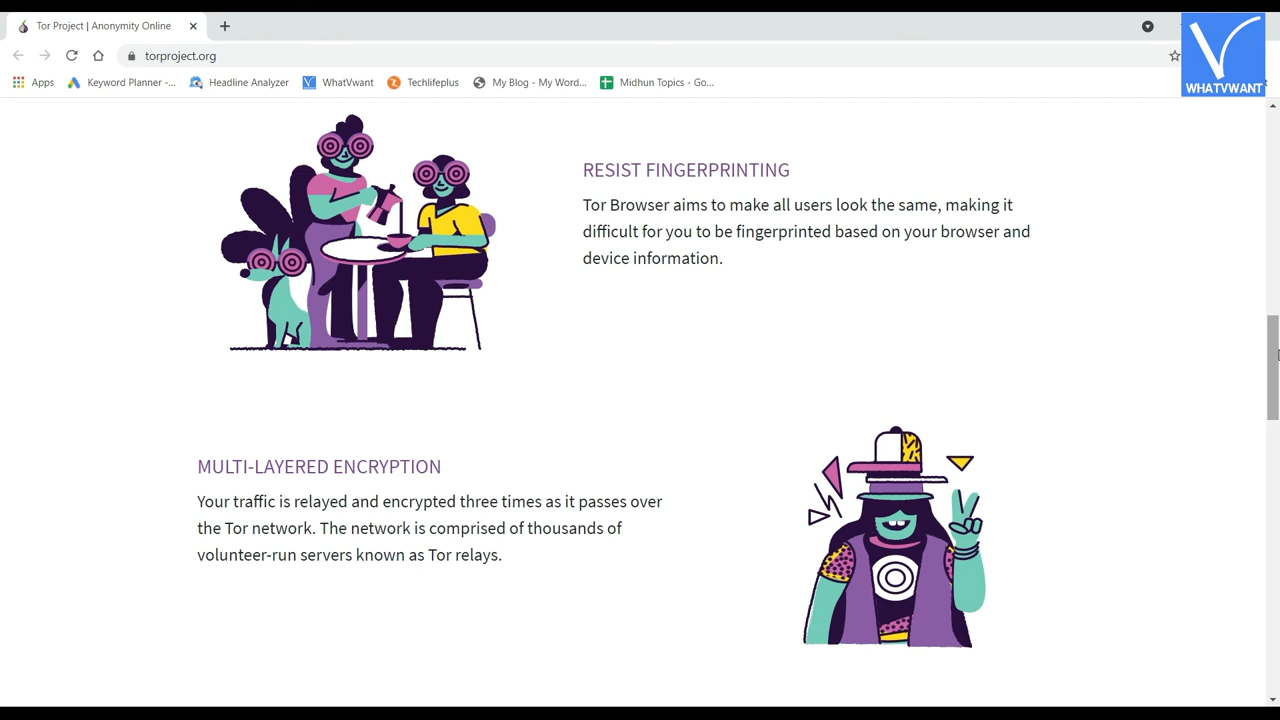 Tor Project | Anonymity Online
torproject.org
Apps
Keyword Planner -...
Headline Analyzer
WhatVwant
Techlifeplus
My Blog - My Word...
Midhun Topics - Go...
WHATVWANT
RESIST FINGERPRINTING
Tor Browser aims to make all users look the same, making it
difficult for you to be fingerprinted based on your browser and
device information.
MULTI-LAYERED ENCRYPTION
Your traffic is relayed and encrypted three times as it passes over
the Tor network. The network is comprised of thousands of
volunteer-run servers known as Tor relays.